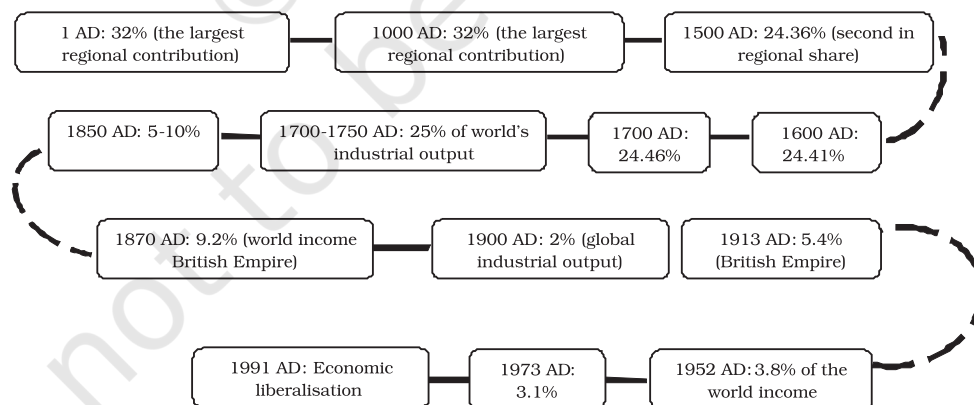 1 AD: 32% (the largest
regional contribution)
1000 AD: 32% (the largest
regional contribution)
1500 AD: 24.36% (second in
regional share)
1600 AD:
24.41%
1700 AD:
24.46%
1700-1750 AD: 25% of world's
industrial output
1850 AD: 5-10%
1870 AD: 9.2% (world income
British Empire)
1900 AD: 2% (global
industrial output)
1913 AD: 5.4%
(British Empire)
1952 AD: 3.8% of the
world income
1973 AD:
3.1%
1991 AD: Economic
liberalisation
not to be